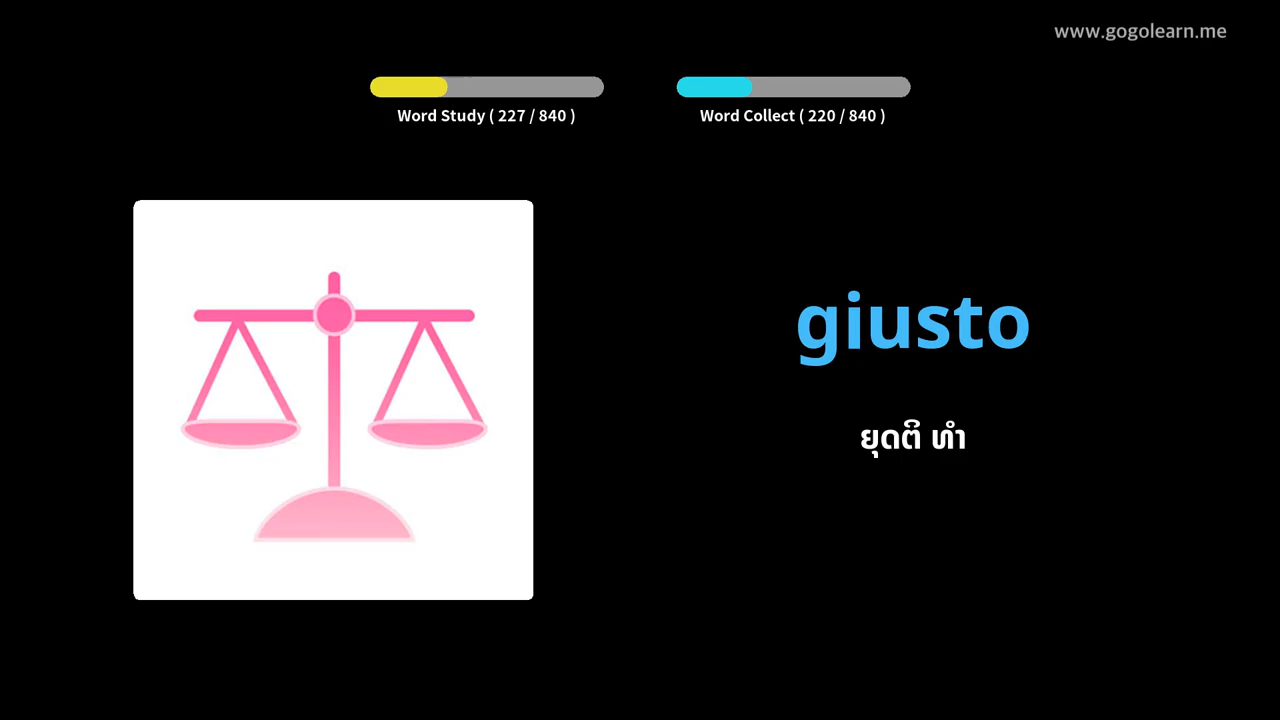 www.gogolearn.me
Word Study ( 227 / 840 )
Word Collect ( 220 / 840 )
giusto
ຍຸດຕິ ທຳ